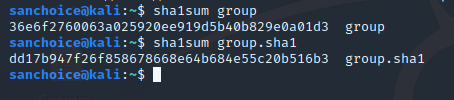 sanchoice@kali:~$ sha1sum group
36e6f2760063a025920ee919d5b40b829e0a01d3  group
sanchoice@kali:~$ sha1sum group.sha1
dd17b947f26f858678668e64b684e55c20b516b3  group.sha1
sanchoice@kali:~$